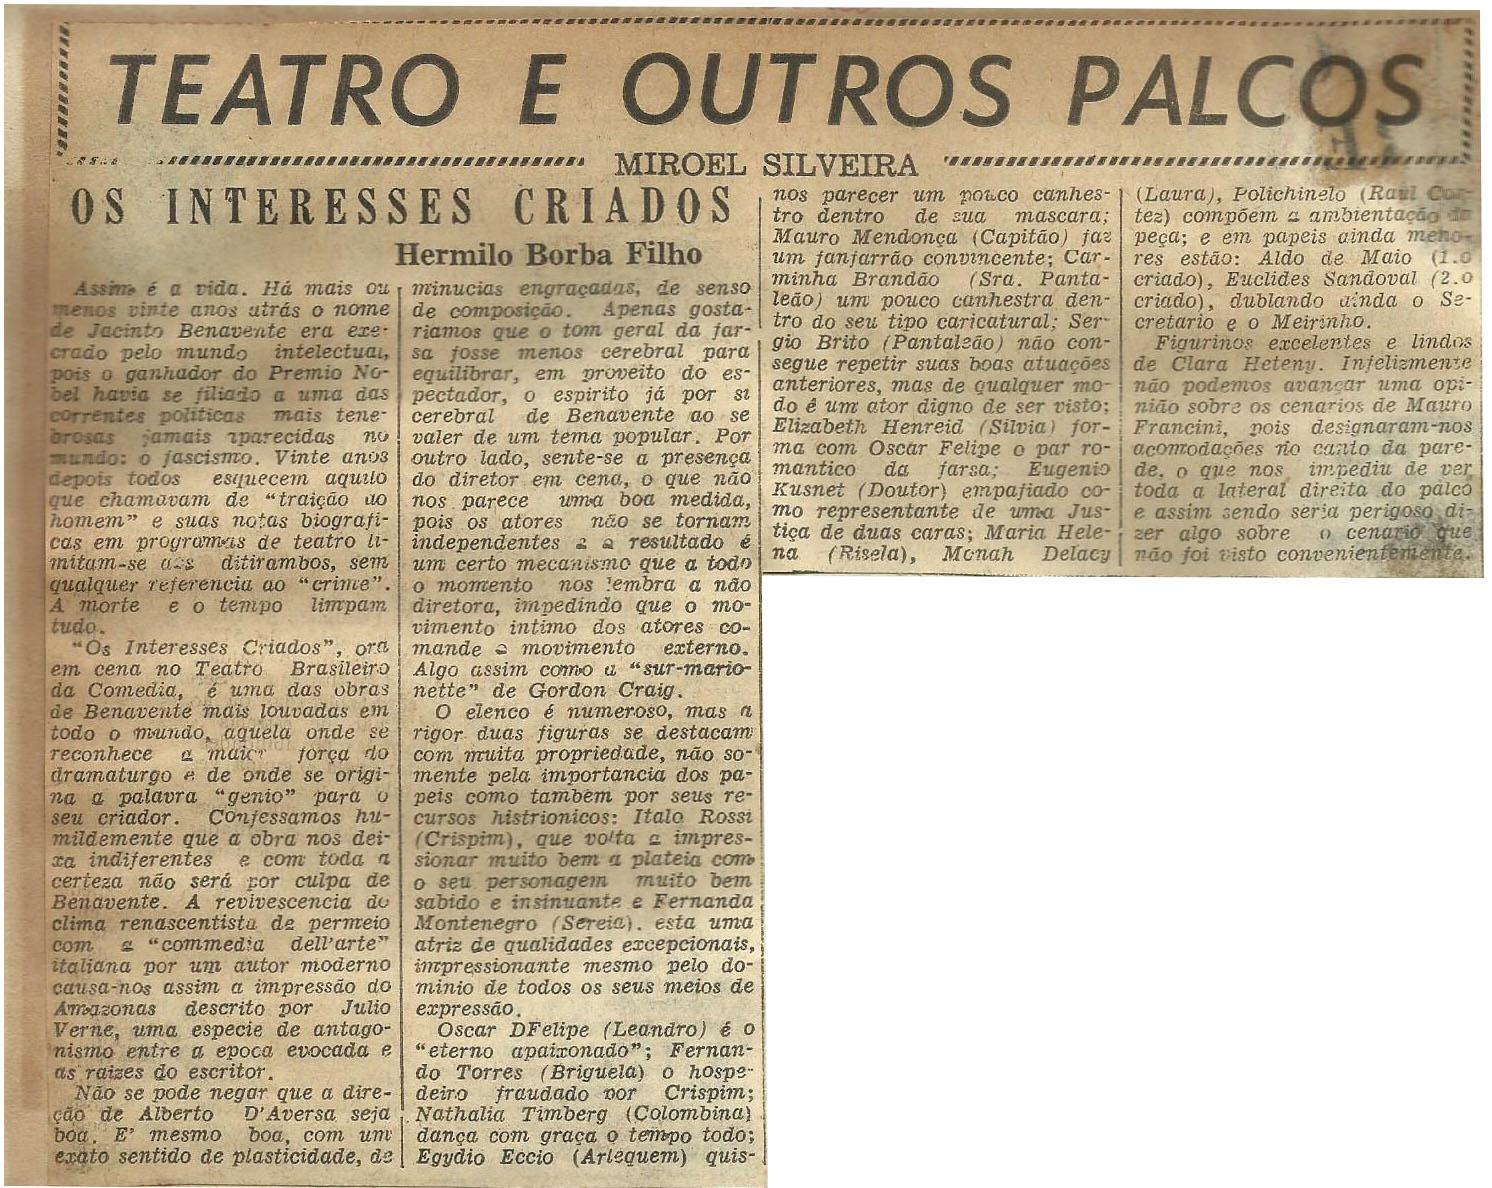 TEATRO E OUTROS PALCOS
MIROEL SILVEIRA
OS INTERESSES CRIADOS
Hermilo Borba Filho
Assim é a vida. Há mais ou
menos vinte anos atrás o nome
de Jacinto Benavente era exe-
crado pelo mundo intelectual,
pois o ganhador do Premio No-
bel havia se filiado a uma das
correntes politicas mais tene-
brosas jamais aparecidas no
mundo: o fascismo. Vinte anos
depois todos esquecem aquilo
que chamavam de "traição ao
homem" e suas notas biografi-
cas em programas de teatro li-
mitam-se aos ditirambos, sem
qualquer referencia ao "crime".
A morte e o tempo limpam
tudo.
"Os Interesses Criados", ora
em cena no Teatro Brasileiro
da Comedia, é uma das obras
de Benavente mais louvadas em
todo o mundo, aquela onde se
reconhece a maior força do
dramaturgo e de onde se origi-
na a palavra "genio" para o
seu criador. Confessamos hu-
mildemente que a obra nos dei-
xa indiferentes e com toda a
certeza não será por culpa de
Benavente. A revivescencia do
clima renascentista de permeio
com a "commedia dell'arte"
italiana por um autor moderno
causa-nos assim a impressão do
Amazonas descrito por Julio
Verne, uma especie de antago-
nismo entre a epoca evocada e
as raizes do escritor.
Não se pode negar que a dire-
ção de Alberto D'Aversa seja
boa. E' mesmo boa, com um
exato sentido de plasticidade, de
minucias engraçadas, de senso
de composição. Apenas gosta-
riamos que o tom geral da far-
sa fosse menos cerebral para
equilibrar, em proveito do es-
pectador, o espirito já por si
cerebral de Benavente ao se
valer de um tema popular. Por
outro lado, sente-se a presença
do diretor em cena, o que não
nos parece uma boa medida,
pois os atores não se tornam
independentes e a resultado é
um certo mecanismo que a todo
o momento nos lembra a não
diretora, impedindo que o mo-
vimento intimo dos atores co-
mande o movimento externo.
Algo assim como a "sur-mario-
nette" de Gordon Craig.
O elenco é numeroso, mas a
rigor duas figuras se destacam
com muita propriedade, não so-
mente pela importancia dos pa-
peis como tambem por seus re-
cursos histrionicos: Italo Rossi
(Crispim), que volta a impres-
sionar muito bem a plateia com
o seu personagem muito bem
sabido e insinuante e Fernanda
Montenegro (Sereia). esta uma
atriz de qualidades excepcionais,
impressionante mesmo pelo do-
minio de todos os seus meios de
expressão.
Oscar DFelipe (Leandro) é o
"eterno apaixonado"; Fernan-
do Torres (Briguela) o hospe-
deiro fraudado por Crispim;
Nathalia Timberg (Colombina)
dança com graça o tempo todo;
Egydio Eccio (Arlequem) quis-
nos parecer um pouco canhes-
tro dentro de sua mascara;
Mauro Mendonça (Capitão) faz
um fanfarrão convincente; Car-
minha Brandão (Sra. Panta-
leão) um pouco canhestra den-
tro do seu tipo caricatural; Ser-
gio Brito (Pantaleão) não con-
segue repetir suas boas atuações
anteriores, mas de qualquer mo-
do é um ator digno de ser visto;
Elizabeth Henreid (Silvia) for-
ma com Oscar Felipe o par ro-
mantico da farsa; Eugenio
Kusnet (Doutor) empafiado co-
mo representante de uma Jus-
tiça de duas caras; Maria Hele-
na (Risela), Monah Delacy
(Laura), Polichinelo (Raul Cor-
tez) compõem a ambientação da
peça; e em papeis ainda meno-
res estão: Aldo de Maio (1.o
criado), Euclides Sandoval (2.o
criado), dublando ainda o Se-
cretario e o Meirinho.
Figurinos excelentes e lindos
de Clara Heteny. Infelizmente
não podemos avançar uma opi-
nião sobre os cenarios de Mauro
Francini, pois designaram-nos
acomodações no canto da pare-
de, o que nos impediu de ver
toda a lateral direita do palco
e assim sendo seria perigoso di-
zer algo sobre o cenario que
não foi visto convenientemente.